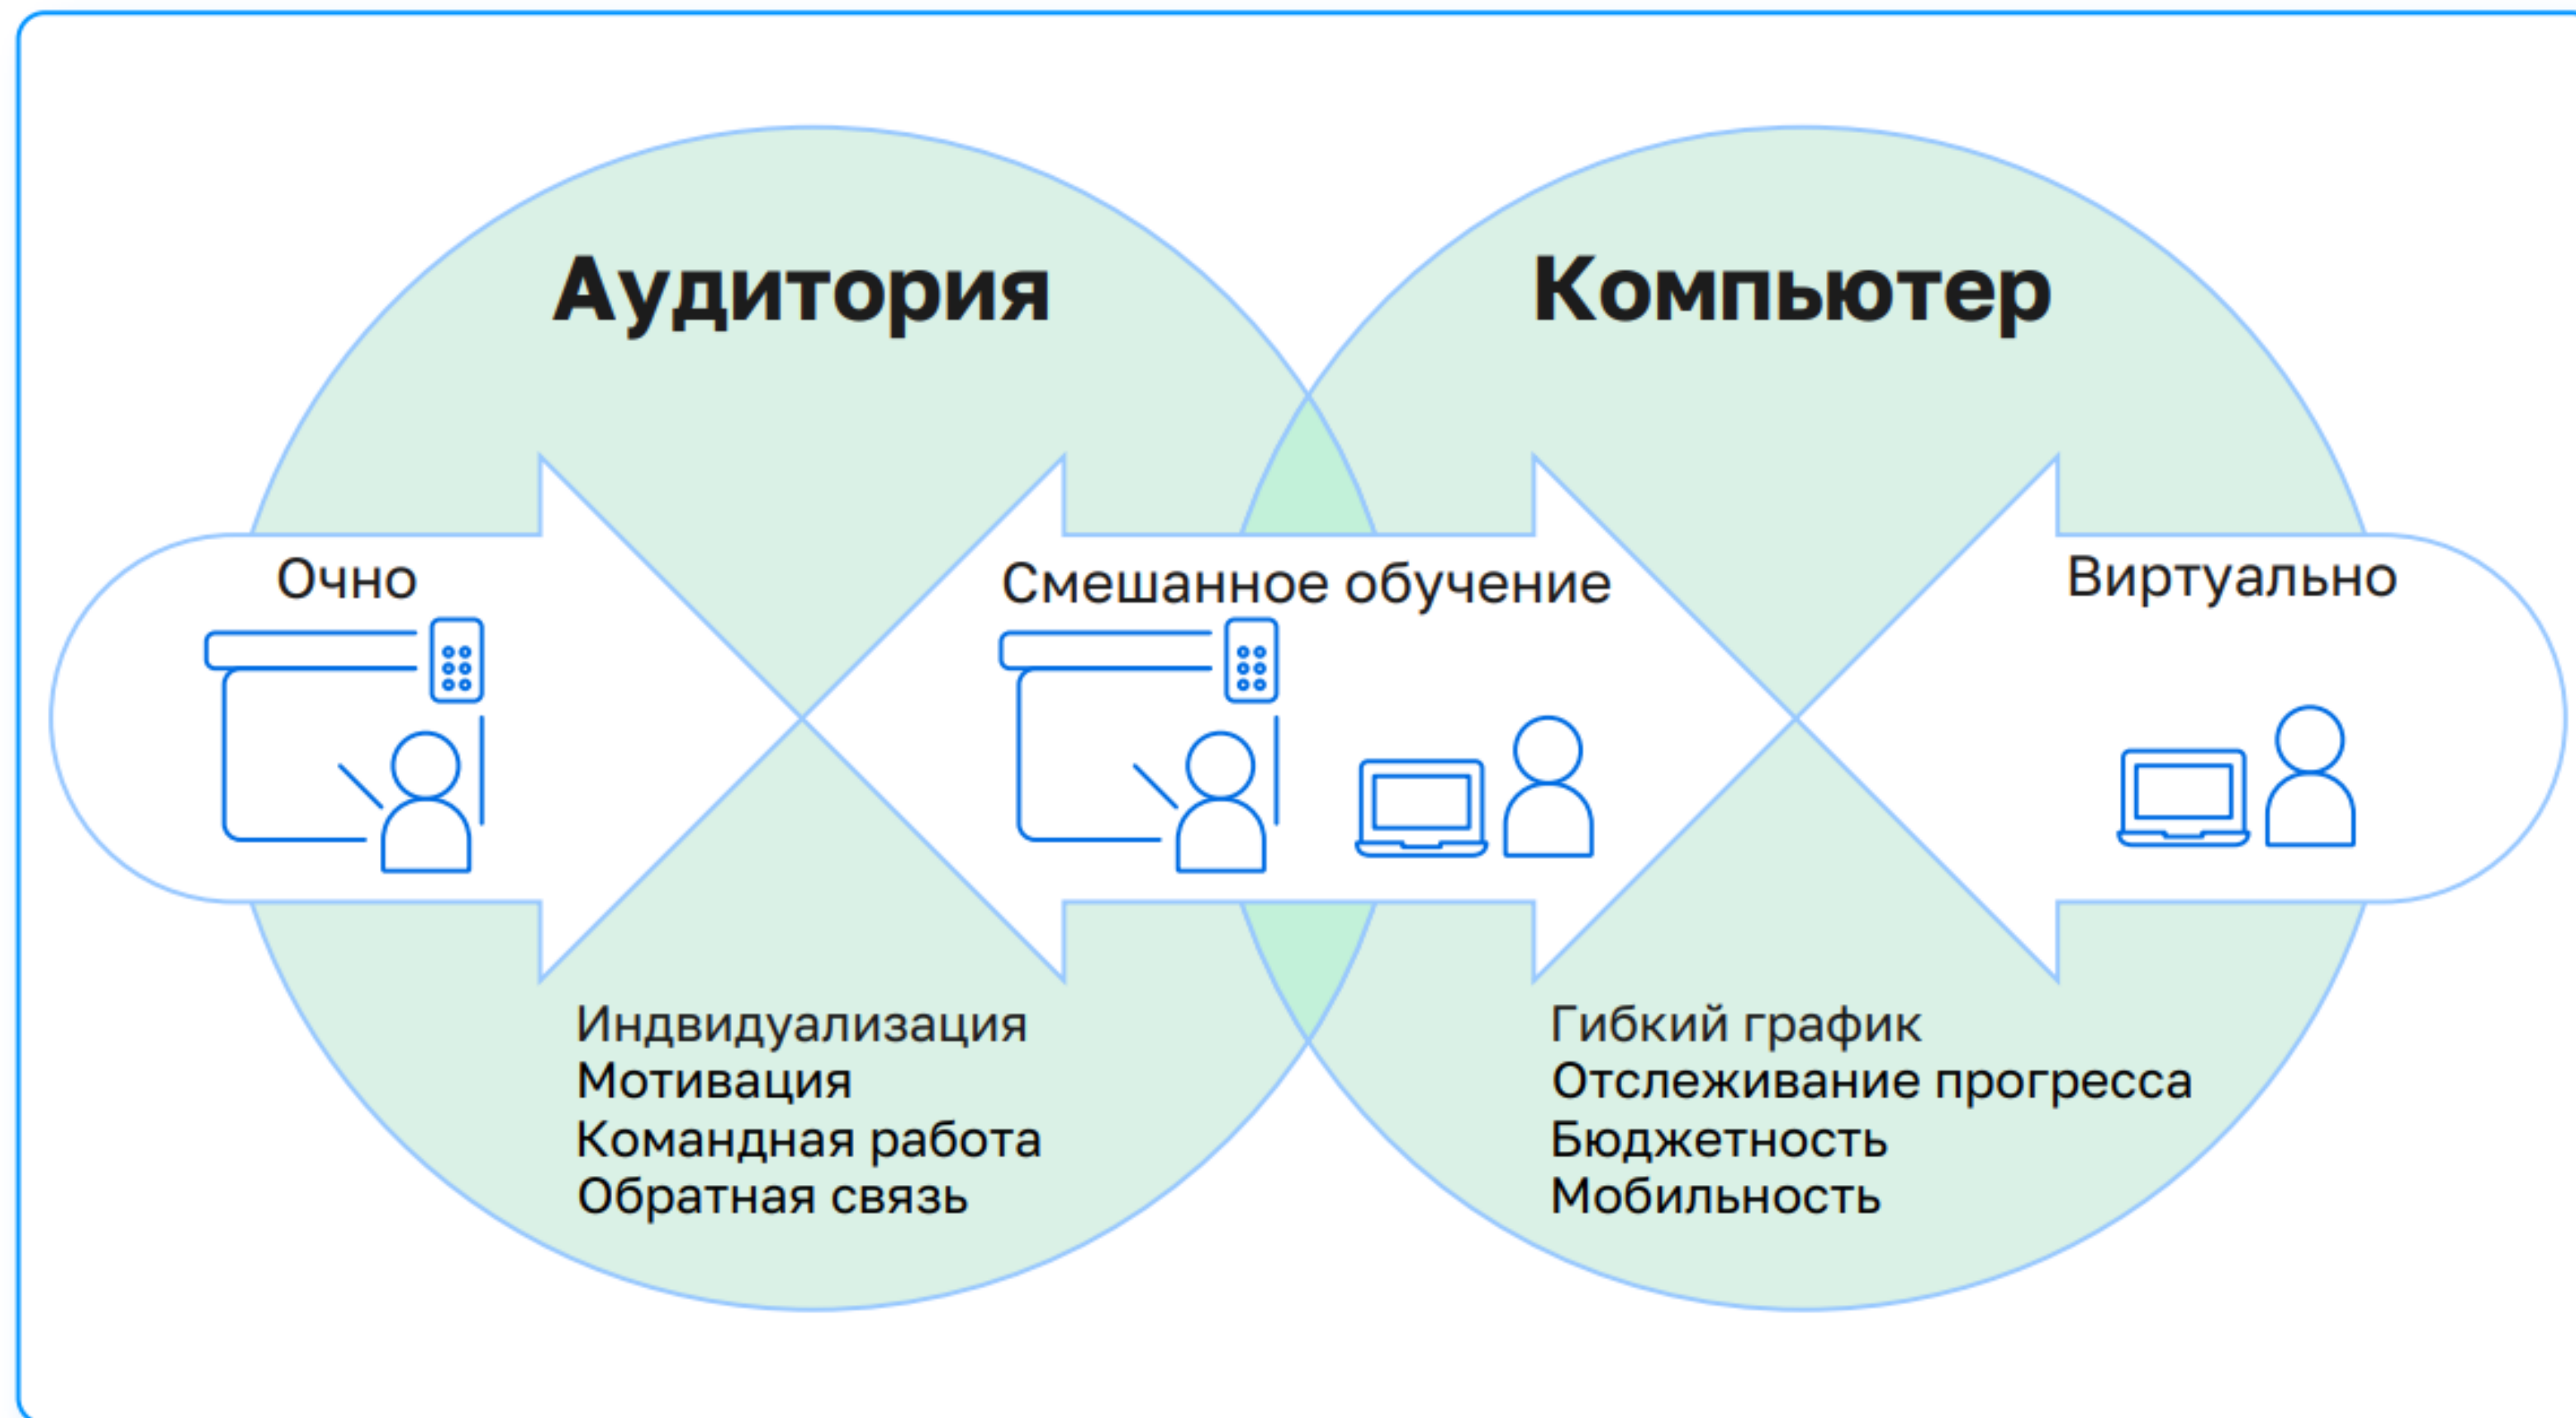 Аудитория
Компьютер
Очно
Смешанное обучение
Виртуально
Индвидуализация
Мотивация
Командная работа
Обратная связь
Гибкий график
Отслеживание прогресса
Бюджетность
Мобильность